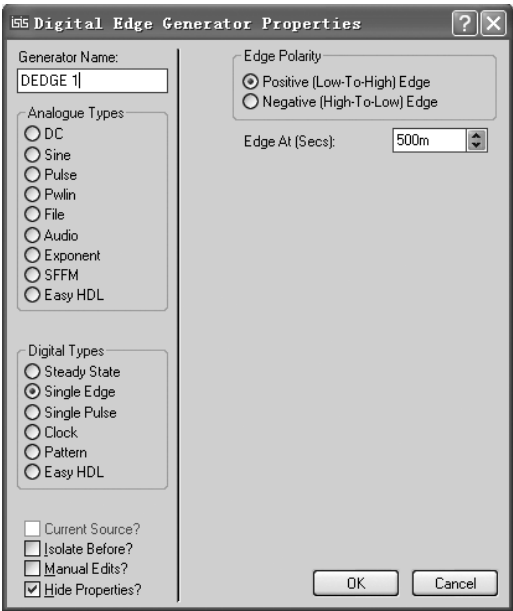 isis Digital Edge Generator Properties
Generator Name:
DEDGE 1
Analogue Types
DC
Sine
Pulse
Pwlin
File
Audio
Exponent
SFFM
Easy HDL
Digital Types
Steady State
Single Edge
Single Pulse
Clock
Pattern
Easy HDL
Current Source?
Isolate Before?
Manual Edits?
Hide Properties?
Edge Polarity
Positive (Low-To-High) Edge
Negative (High-To-Low) Edge
Edge At (Secs): 500m
OK Cancel